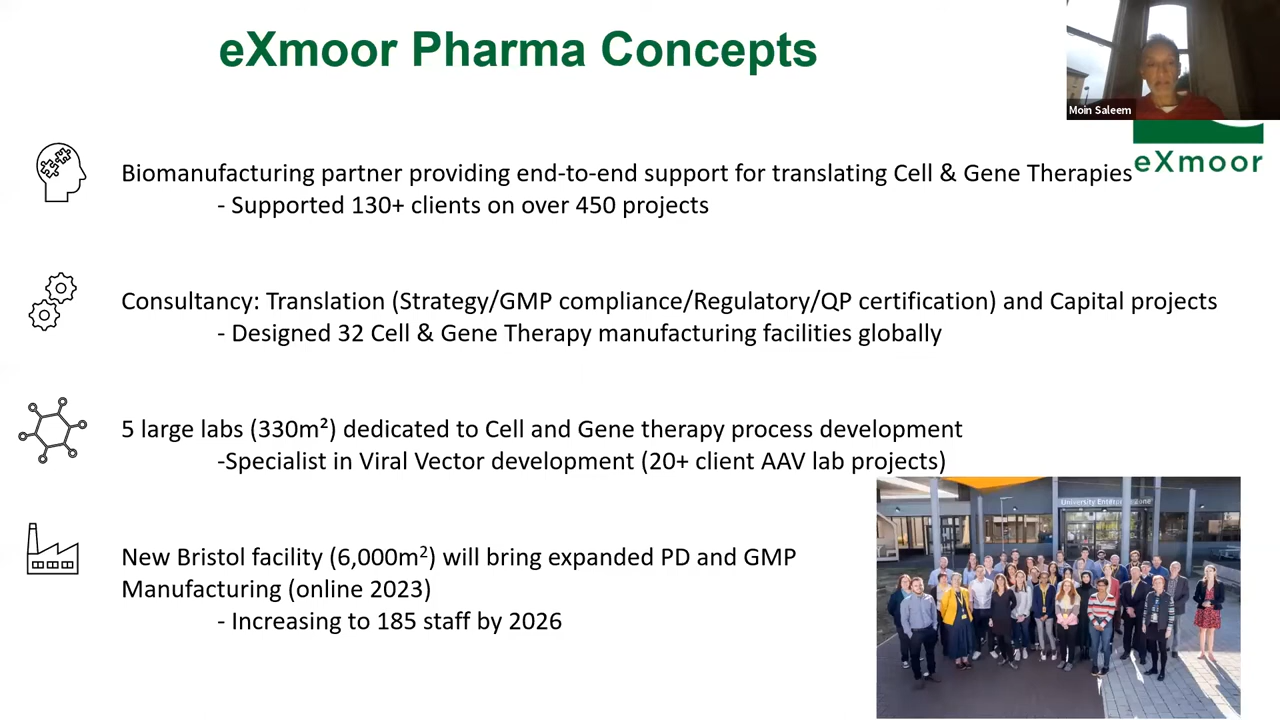 eXmoor Pharma Concepts
Moin Saleem
eXmoor
Biomanufacturing partner providing end-to-end support for translating Cell & Gene Therapies
- Supported 130+ clients on over 450 projects
Consultancy: Translation (Strategy/GMP compliance/Regulatory/QP certification) and Capital projects
- Designed 32 Cell & Gene Therapy manufacturing facilities globally
5 large labs (330m²) dedicated to Cell and Gene therapy process development
-Specialist in Viral Vector development (20+ client AAV lab projects)
New Bristol facility (6,000m²) will bring expanded PD and GMP
Manufacturing (online 2023)
- Increasing to 185 staff by 2026
University Enterprise Zone